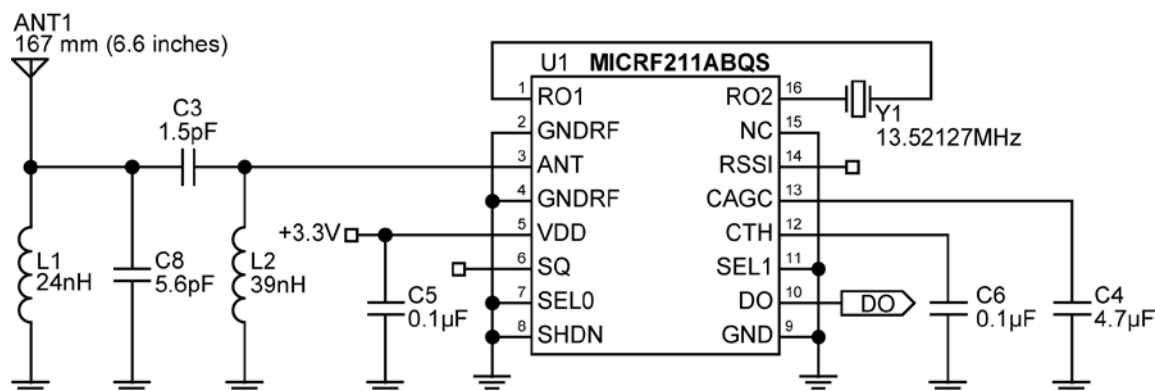 ANT1
167 mm (6.6 inches)
C3
1.5pF
L1
24nH
C8
5.6pF
L2
39nH
+3.3V
C5
0.1µF
U1 MICRF211ABQS
1 RO1
2 GNDRF
3 ANT
4 GNDRF
5 VDD
6 SQ
7 SEL0
8 SHDN
RO2 16
NC 15
RSSI 14
CAGC 13
CTH 12
SEL1 11
DO 10
GND 9
Y1
13.52127MHz
DO
C6
0.1µF
C4
4.7µF